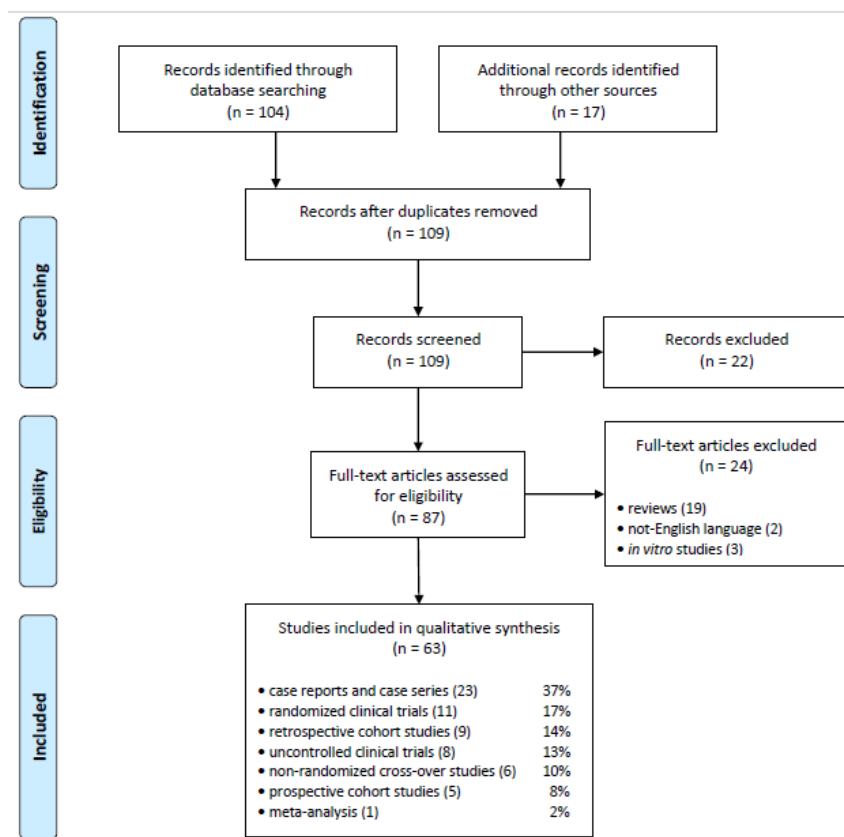 Identification
Records identified through
database searching
(n = 104)
Additional records identified
through other sources
(n = 17)
Records after duplicates removed
(n = 109)
Screening
Records screened
(n = 109)
Records excluded
(n = 22)
Eligibility
Full-text articles assessed
for eligibility
(n = 87)
Full-text articles excluded
(n = 24)
• reviews (19)
• not-English language (2)
• in vitro studies (3)
Included
Studies included in qualitative synthesis
(n = 63)
• case reports and case series (23) 37%
• randomized clinical trials (11) 17%
• retrospective cohort studies (9) 14%
• uncontrolled clinical trials (8) 13%
• non-randomized cross-over studies (6) 10%
• prospective cohort studies (5) 8%
• meta-analysis (1) 2%